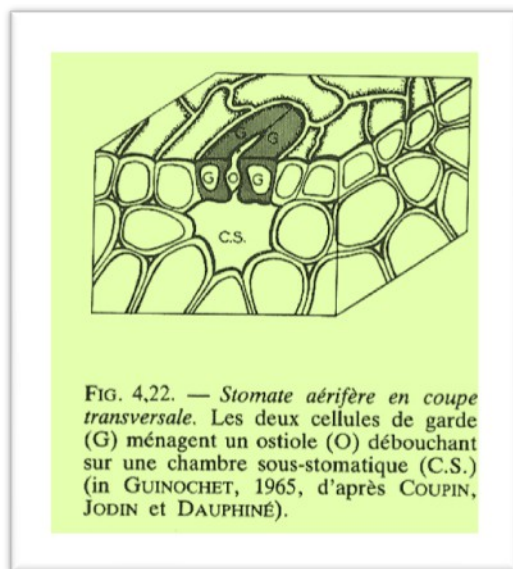 G G
G O G
C.S.
FIG. 4,22. — Stomate aérifère en coupe
transversale. Les deux cellules de garde
(G) ménagent un ostiole (O) débouchant
sur une chambre sous-stomatique (C.S.)
(in GUINOCHET, 1965, d'après COUPIN,
JODIN et DAUPHINÉ).